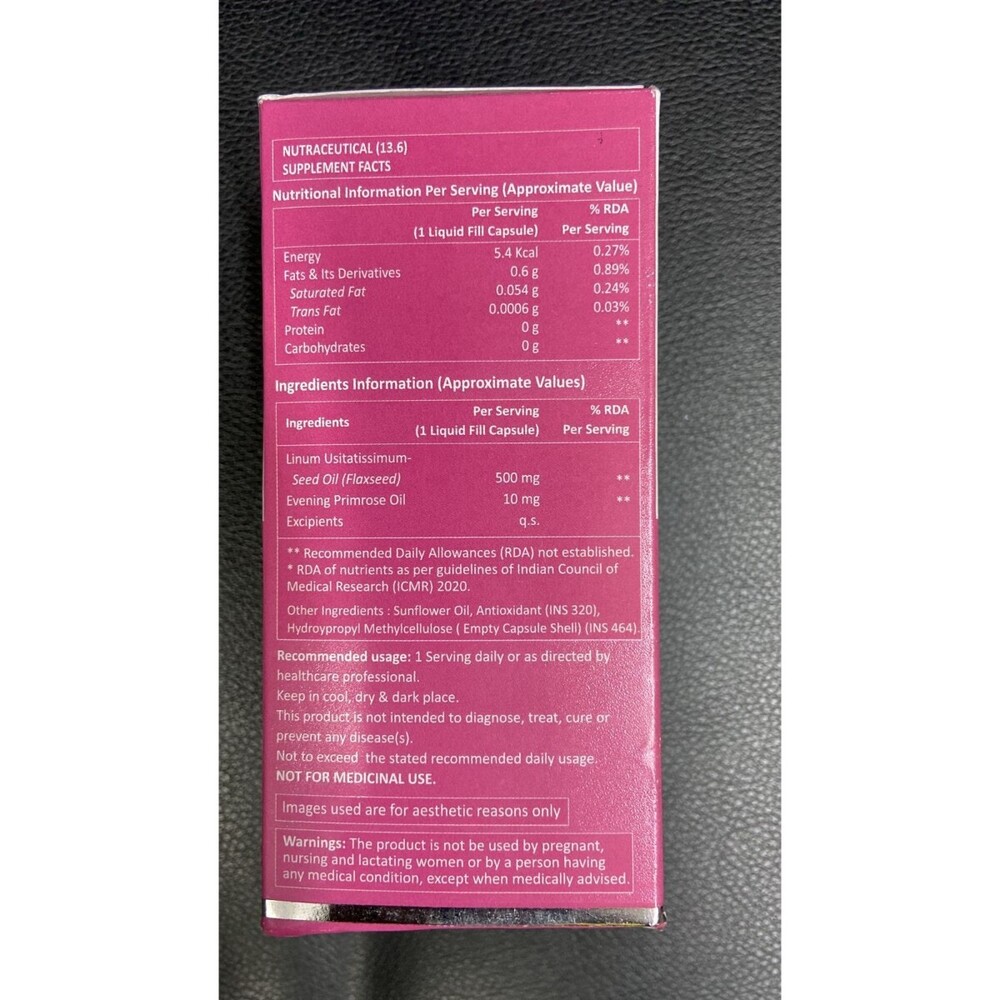 NUTRACEUTICAL (13.6)
SUPPLEMENT FACTS
Nutritional Information Per Serving (Approximate Value)
Per Serving % RDA
(1 Liquid Fill Capsule) Per Serving
Energy 5.4 Kcal 0.27%
Fats & Its Derivatives 0.6 g 0.89%
Saturated Fat 0.054 g 0.24%
Trans Fat 0.0006 g 0.03%
Protein 0 g **
Carbohydrates 0 g **
Ingredients Information (Approximate Values)
Per Serving % RDA
Ingredients
(1 Liquid Fill Capsule) Per Serving
Linum Usitatissimum-
Seed Oil (Flaxseed) 500 mg **
Evening Primrose Oil 10 mg **
Excipients q.s.
** Recommended Daily Allowances (RDA) not established.
* RDA of nutrients as per guidelines of Indian Council of
Medical Research (ICMR) 2020.
Other Ingredients : Sunflower Oil, Antioxidant (INS 320),
Hydroypropyl Methylcellulose ( Empty Capsule Shell) (INS 464)
Recommended usage: 1 Serving daily or as directed by
healthcare professional.
Keep in cool, dry & dark place.
This product is not intended to diagnose, treat, cure or
prevent any disease(s).
Not to exceed the stated recommended daily usage.
NOT FOR MEDICINAL USE.
Images used are for aesthetic reasons only
Warnings: The product is not be used by pregnant,
nursing and lactating women or by a person having
any medical condition, except when medically advised.